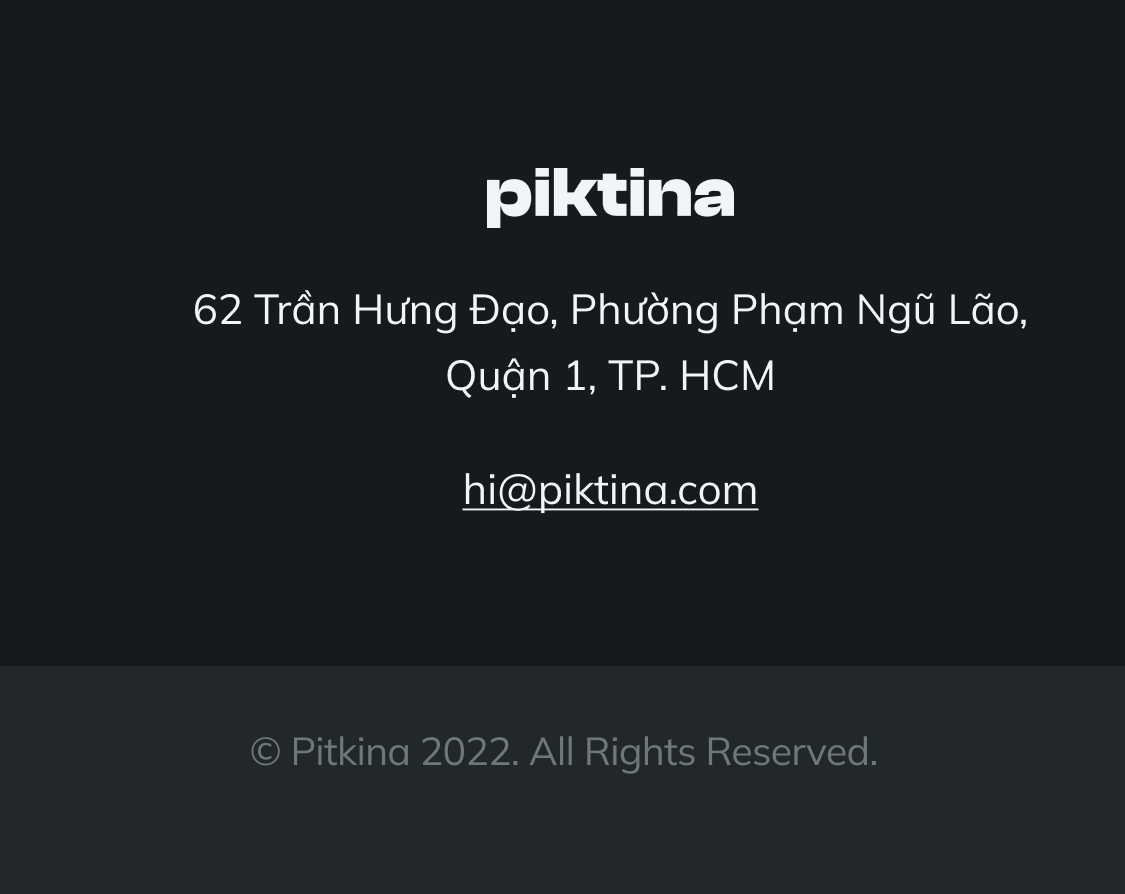 piktina
62 Trần Hưng Đạo, Phường Phạm Ngũ Lão,
Quận 1, TP. HCM
hi@piktina.com
© Pitkina 2022. All Rights Reserved.